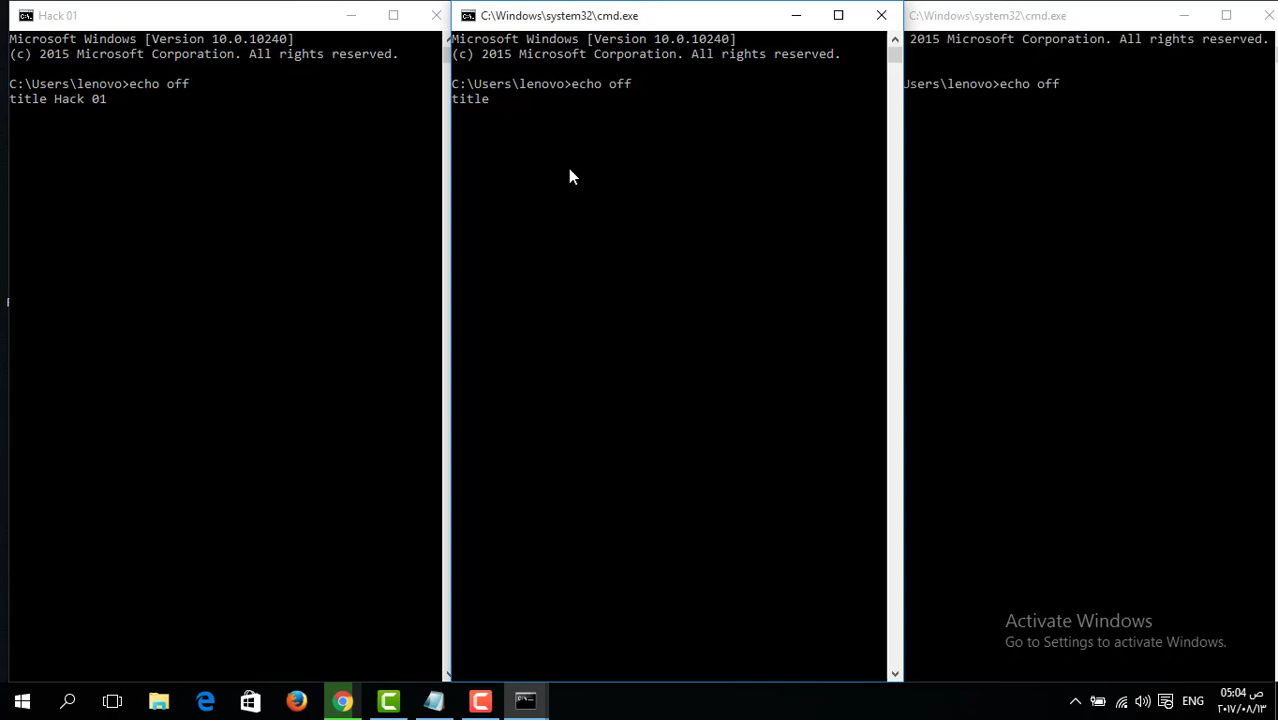 Hack 01
Microsoft Windows [Version 10.0.10240]
(c) 2015 Microsoft Corporation. All rights reserved.
C:\Users\lenovo>echo off
title Hack 01
C:\Windows\system32\cmd.exe
Microsoft Windows [Version 10.0.10240]
(c) 2015 Microsoft Corporation. All rights reserved.
C:\Users\lenovo>echo off
title
C:\Windows\system32\cmd.exe
2015 Microsoft Corporation. All rights reserved.
Users\lenovo>echo off
Activate Windows
Go to Settings to activate Windows.
ENG
05:04 ص
٢٠١٧/٠٨/١٣